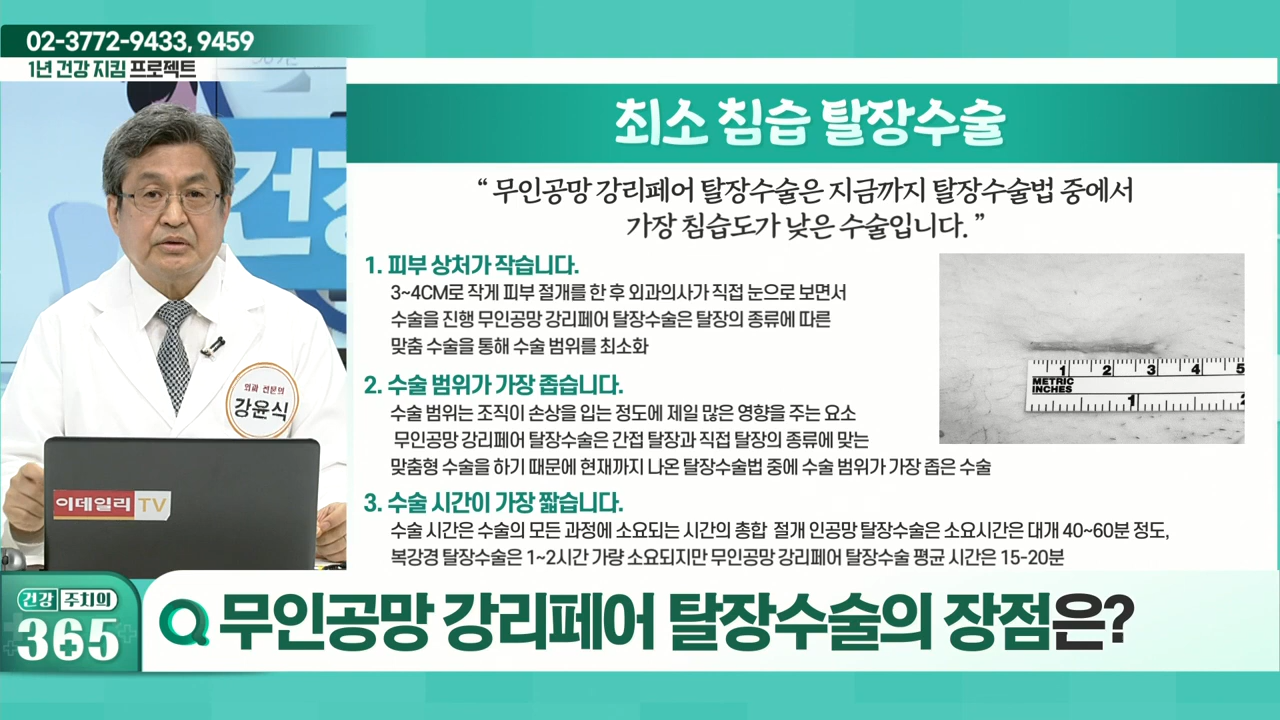 02-3772-9433, 9459
1년 건강 지킴 프로젝트
최소 침습 탈장수술
“ 무인공망 강리페어 탈장수술은 지금까지 탈장수술법 중에서
가장 침습도가 낮은 수술입니다. ”
1. 피부 상처가 작습니다.
3~4CM로 작게 피부 절개를 한 후 외과의사가 직접 눈으로 보면서
수술을 진행 무인공망 강리페어 탈장수술은 탈장의 종류에 따른
맞춤 수술을 통해 수술 범위를 최소화
1 2 3 4 5
METRIC
INCHES
1 2
2. 수술 범위가 가장 좁습니다.
수술 범위는 조직이 손상을 입는 정도에 제일 많은 영향을 주는 요소
무인공망 강리페어 탈장수술은 간접 탈장과 직접 탈장의 종류에 맞는
맞춤형 수술을 하기 때문에 현재까지 나온 탈장수술법 중에 수술 범위가 가장 좁은 수술
3. 수술 시간이 가장 짧습니다.
수술 시간은 수술의 모든 과정에 소요되는 시간의 총합 절개 인공망 탈장수술은 소요시간은 대개 40~60분 정도,
복강경 탈장수술은 1~2시간 가량 소요되지만 무인공망 강리페어 탈장수술 평균 시간은 15-20분
외과 전문의
강윤식
이데일리 TV
건강 주치의
365
Q 무인공망 강리페어 탈장수술의 장점은?